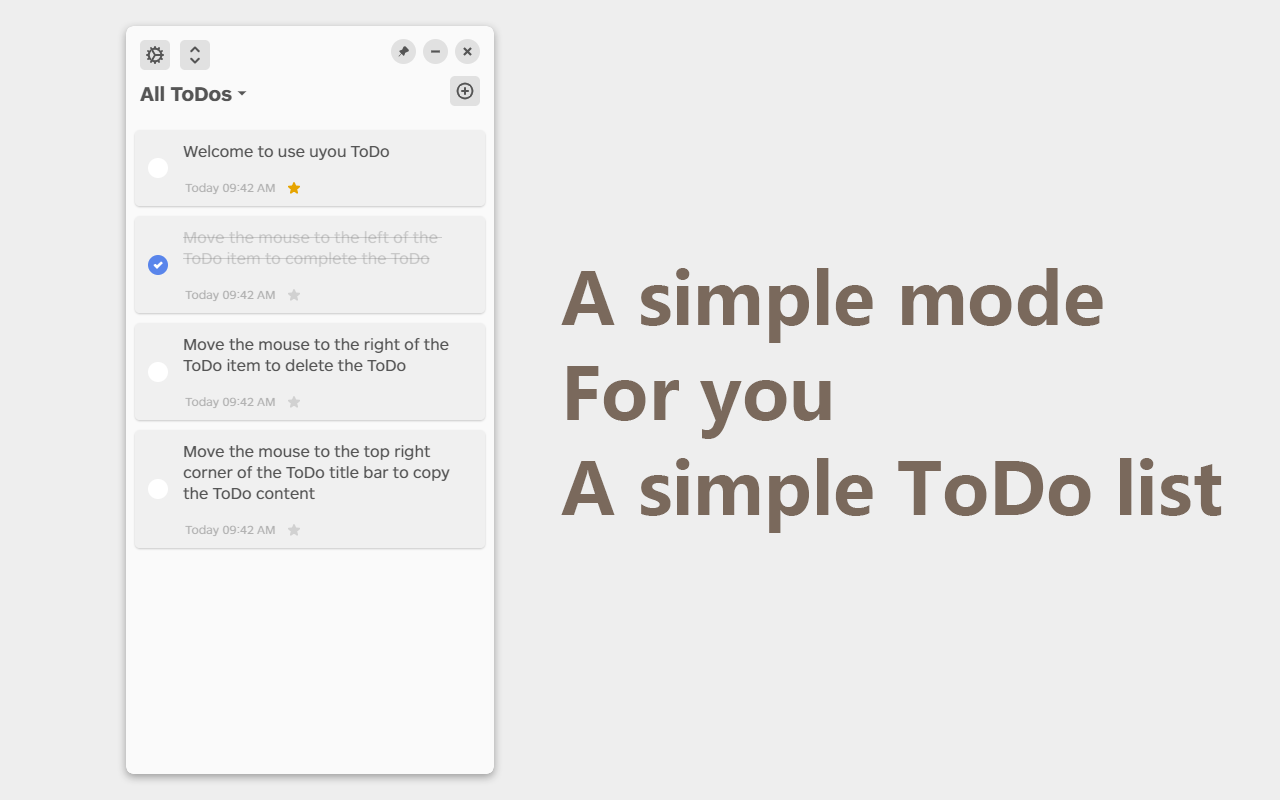 All ToDos
Welcome to use uyou ToDo
Today 09:42 AM
Move the mouse to the left of the
ToDo item to complete the ToDo
Today 09:42 AM
Move the mouse to the right of the
ToDo item to delete the ToDo
Today 09:42 AM
Move the mouse to the top right
corner of the ToDo title bar to copy
the ToDo content
Today 09:42 AM
A simple mode
For you
A simple ToDo list